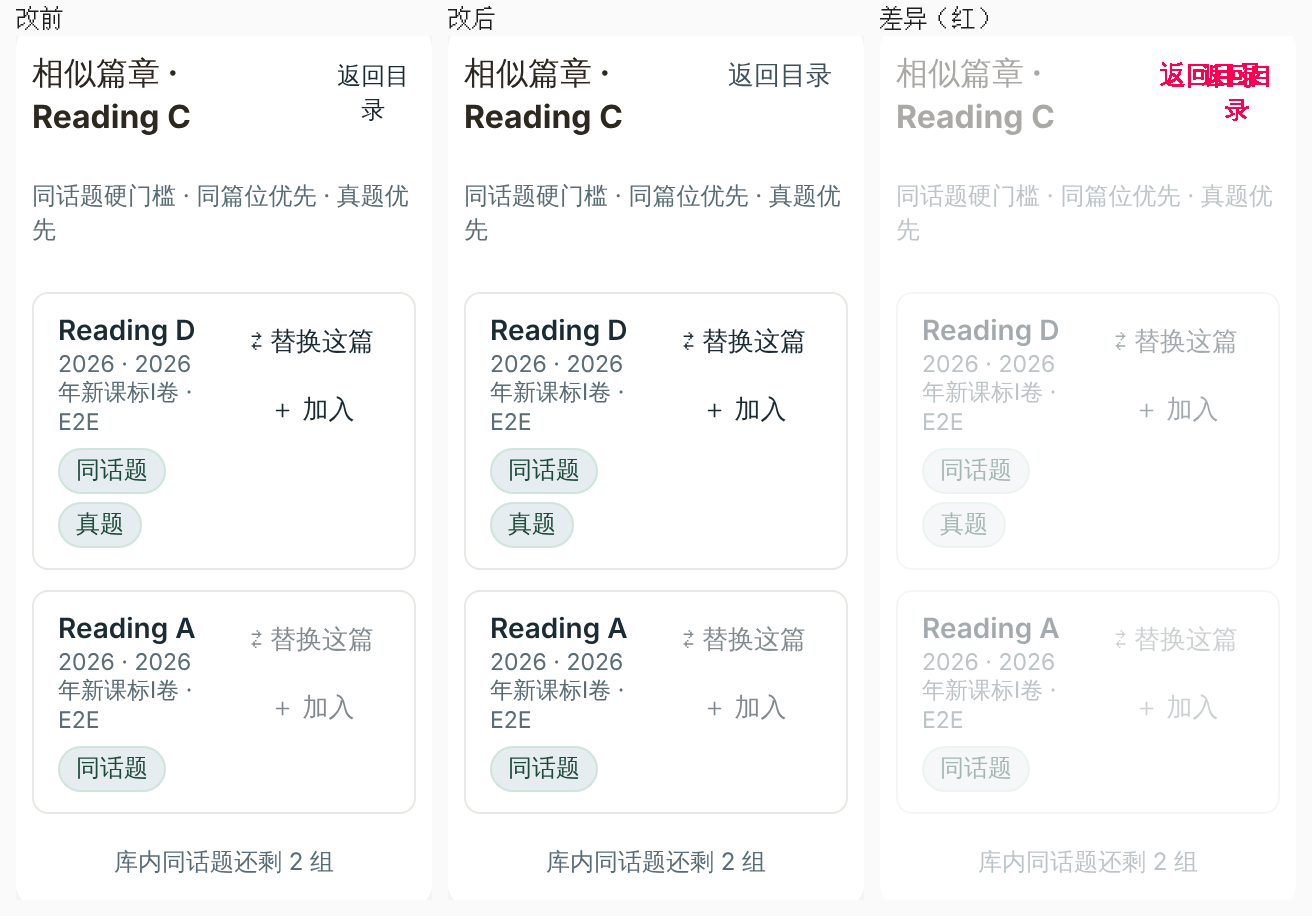 改前
相似篇章 ·
Reading C
返回目
录
同话题硬门槛 · 同篇位优先 · 真题优
先
Reading D
2026 · 2026
年新课标I卷 ·
E2E
同话题
真题
⇄ 替换这篇
+ 加入
Reading A
2026 · 2026
年新课标I卷 ·
E2E
同话题
⇄ 替换这篇
+ 加入
库内同话题还剩 2 组
改后
相似篇章 ·
Reading C
返回目录
同话题硬门槛 · 同篇位优先 · 真题优
先
Reading D
2026 · 2026
年新课标I卷 ·
E2E
同话题
真题
⇄ 替换这篇
+ 加入
Reading A
2026 · 2026
年新课标I卷 ·
E2E
同话题
⇄ 替换这篇
+ 加入
库内同话题还剩 2 组
差异（红）
相似篇章 ·
Reading C
返回目
录
同话题硬门槛 · 同篇位优先 · 真题优
先
Reading D
2026 · 2026
年新课标I卷 ·
E2E
同话题
真题
⇄ 替换这篇
+ 加入
Reading A
2026 · 2026
年新课标I卷 ·
E2E
同话题
⇄ 替换这篇
+ 加入
库内同话题还剩 2 组